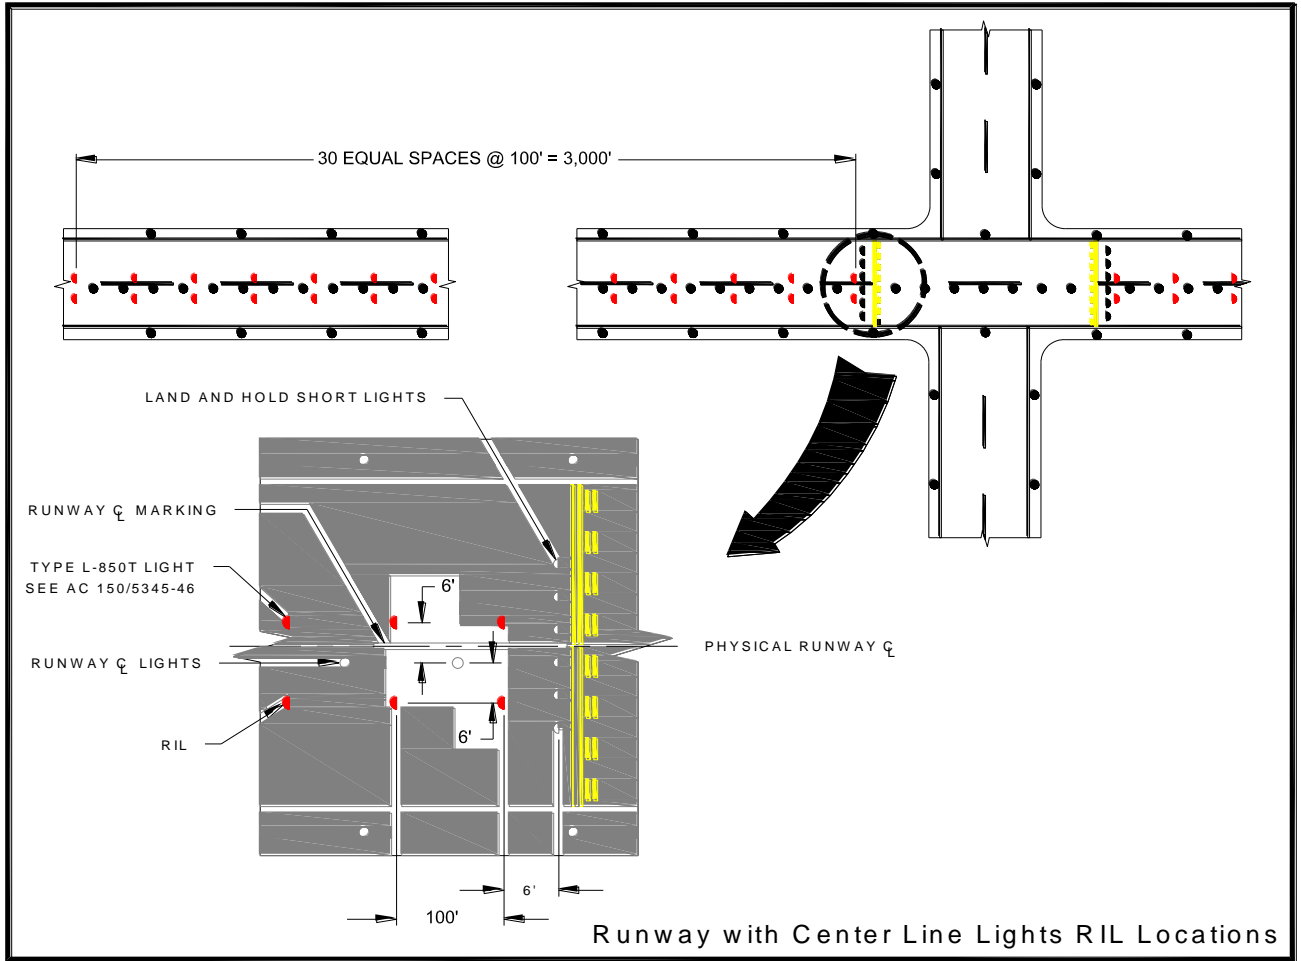 30 EQUAL SPACES @ 100' = 3,000'
LAND AND HOLD SHORT LIGHTS
RUNWAY ℄ MARKING
TYPE L-850T LIGHT
SEE AC 150/5345-46
6'
RUNWAY ℄ LIGHTS
PHYSICAL RUNWAY ℄
RIL
6'
6'
100'
Runway with Center Line Lights RIL Locations